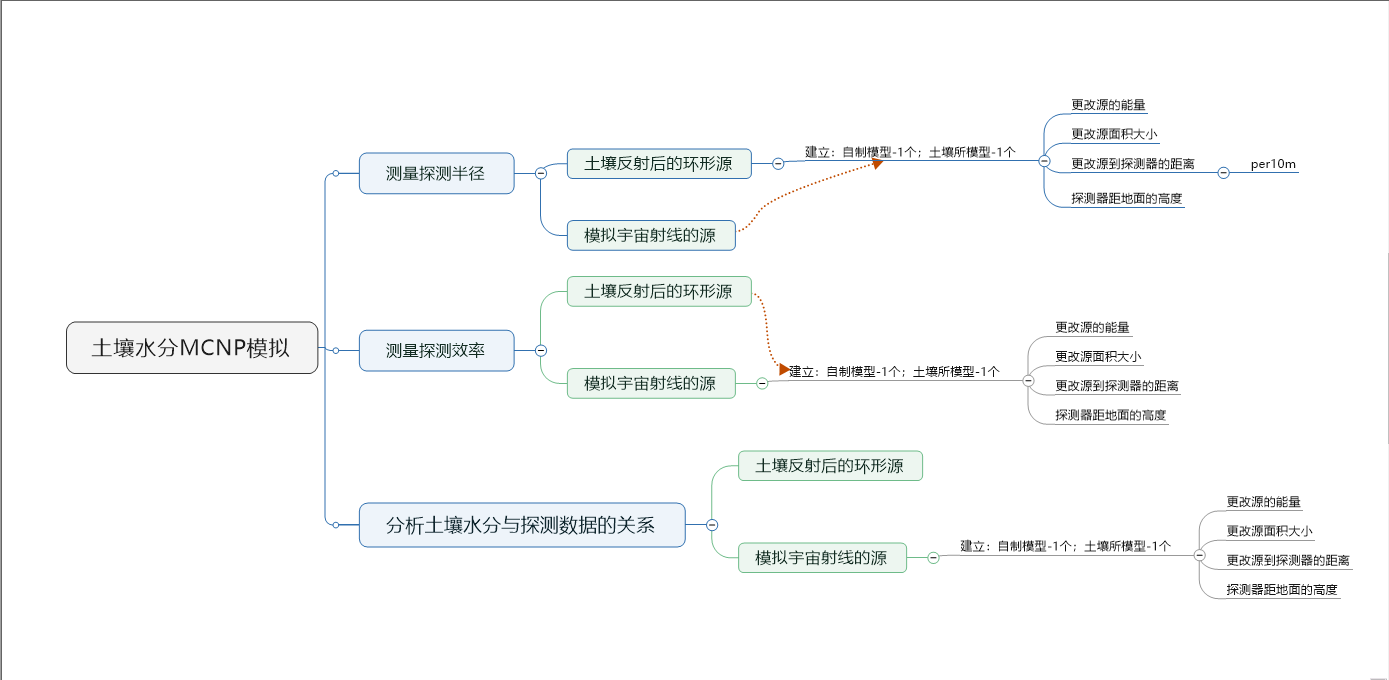 土壤水分MCNP模拟
测量探测半径
土壤反射后的环形源
建立：自制模型-1个；土壤所模型-1个
更改源的能量
更改源面积大小
更改源到探测器的距离
per10m
探测器距地面的高度
模拟宇宙射线的源
测量探测效率
土壤反射后的环形源
模拟宇宙射线的源
建立：自制模型-1个；土壤所模型-1个
更改源的能量
更改源面积大小
更改源到探测器的距离
探测器距地面的高度
分析土壤水分与探测数据的关系
土壤反射后的环形源
模拟宇宙射线的源
建立：自制模型-1个；土壤所模型-1个
更改源的能量
更改源面积大小
更改源到探测器的距离
探测器距地面的高度